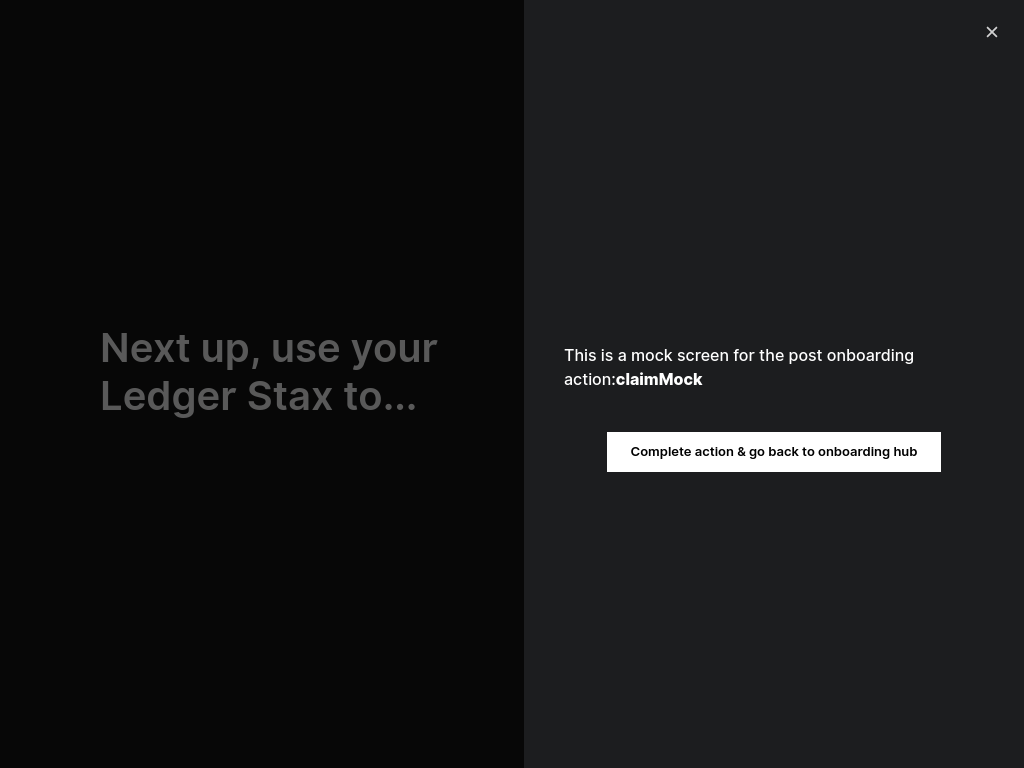 Next up, use your
Ledger Stax to...
This is a mock screen for the post onboarding
action:claimMock
Complete action & go back to onboarding hub